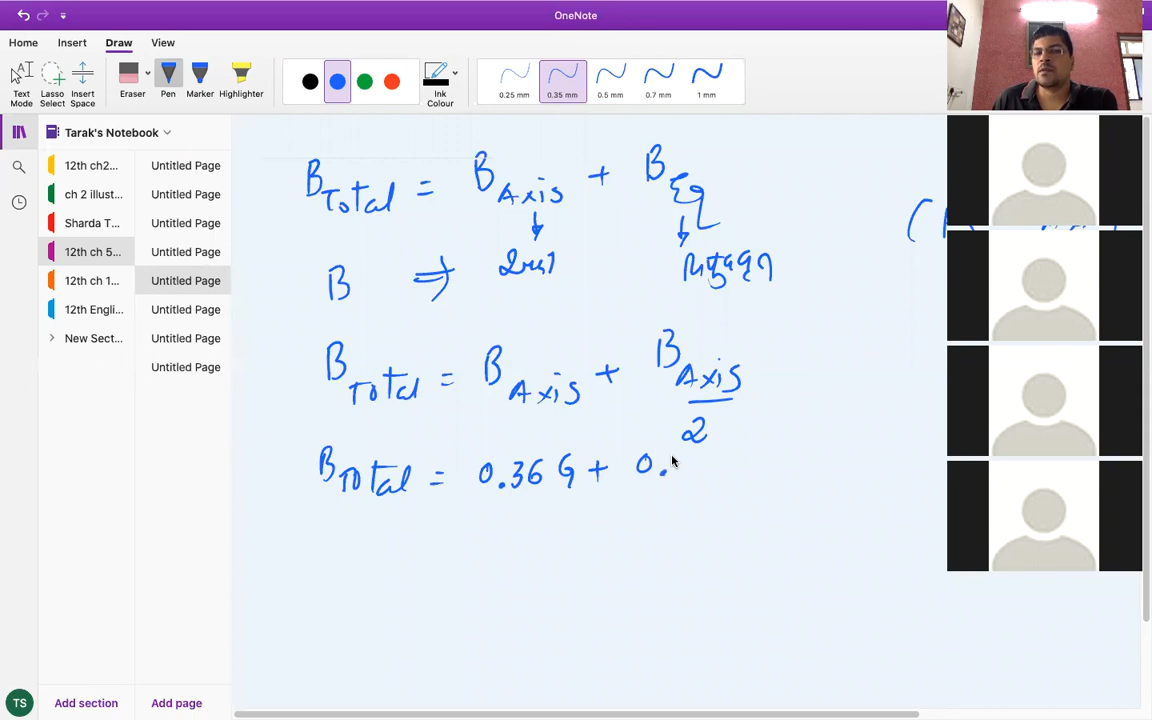 OneNote
Home Insert Draw View
Text Mode
Lasso Select
Insert Space
Eraser
Pen
Marker
Highlighter
Ink Colour
0.25 mm
0.35 mm
0.5 mm
0.7 mm
1 mm
Tarak's Notebook
12th ch2...
ch 2 illust...
Sharda T...
12th ch 5...
12th ch 1...
12th Engli...
New Sect...
Untitled Page
Untitled Page
Untitled Page
Untitled Page
Untitled Page
Untitled Page
Untitled Page
Untitled Page
B Total = B Axis + B Eq
B ⇒
B Total = B Axis + B Axis
2
B Total = 0.36 G + 0.
TS
Add section
Add page